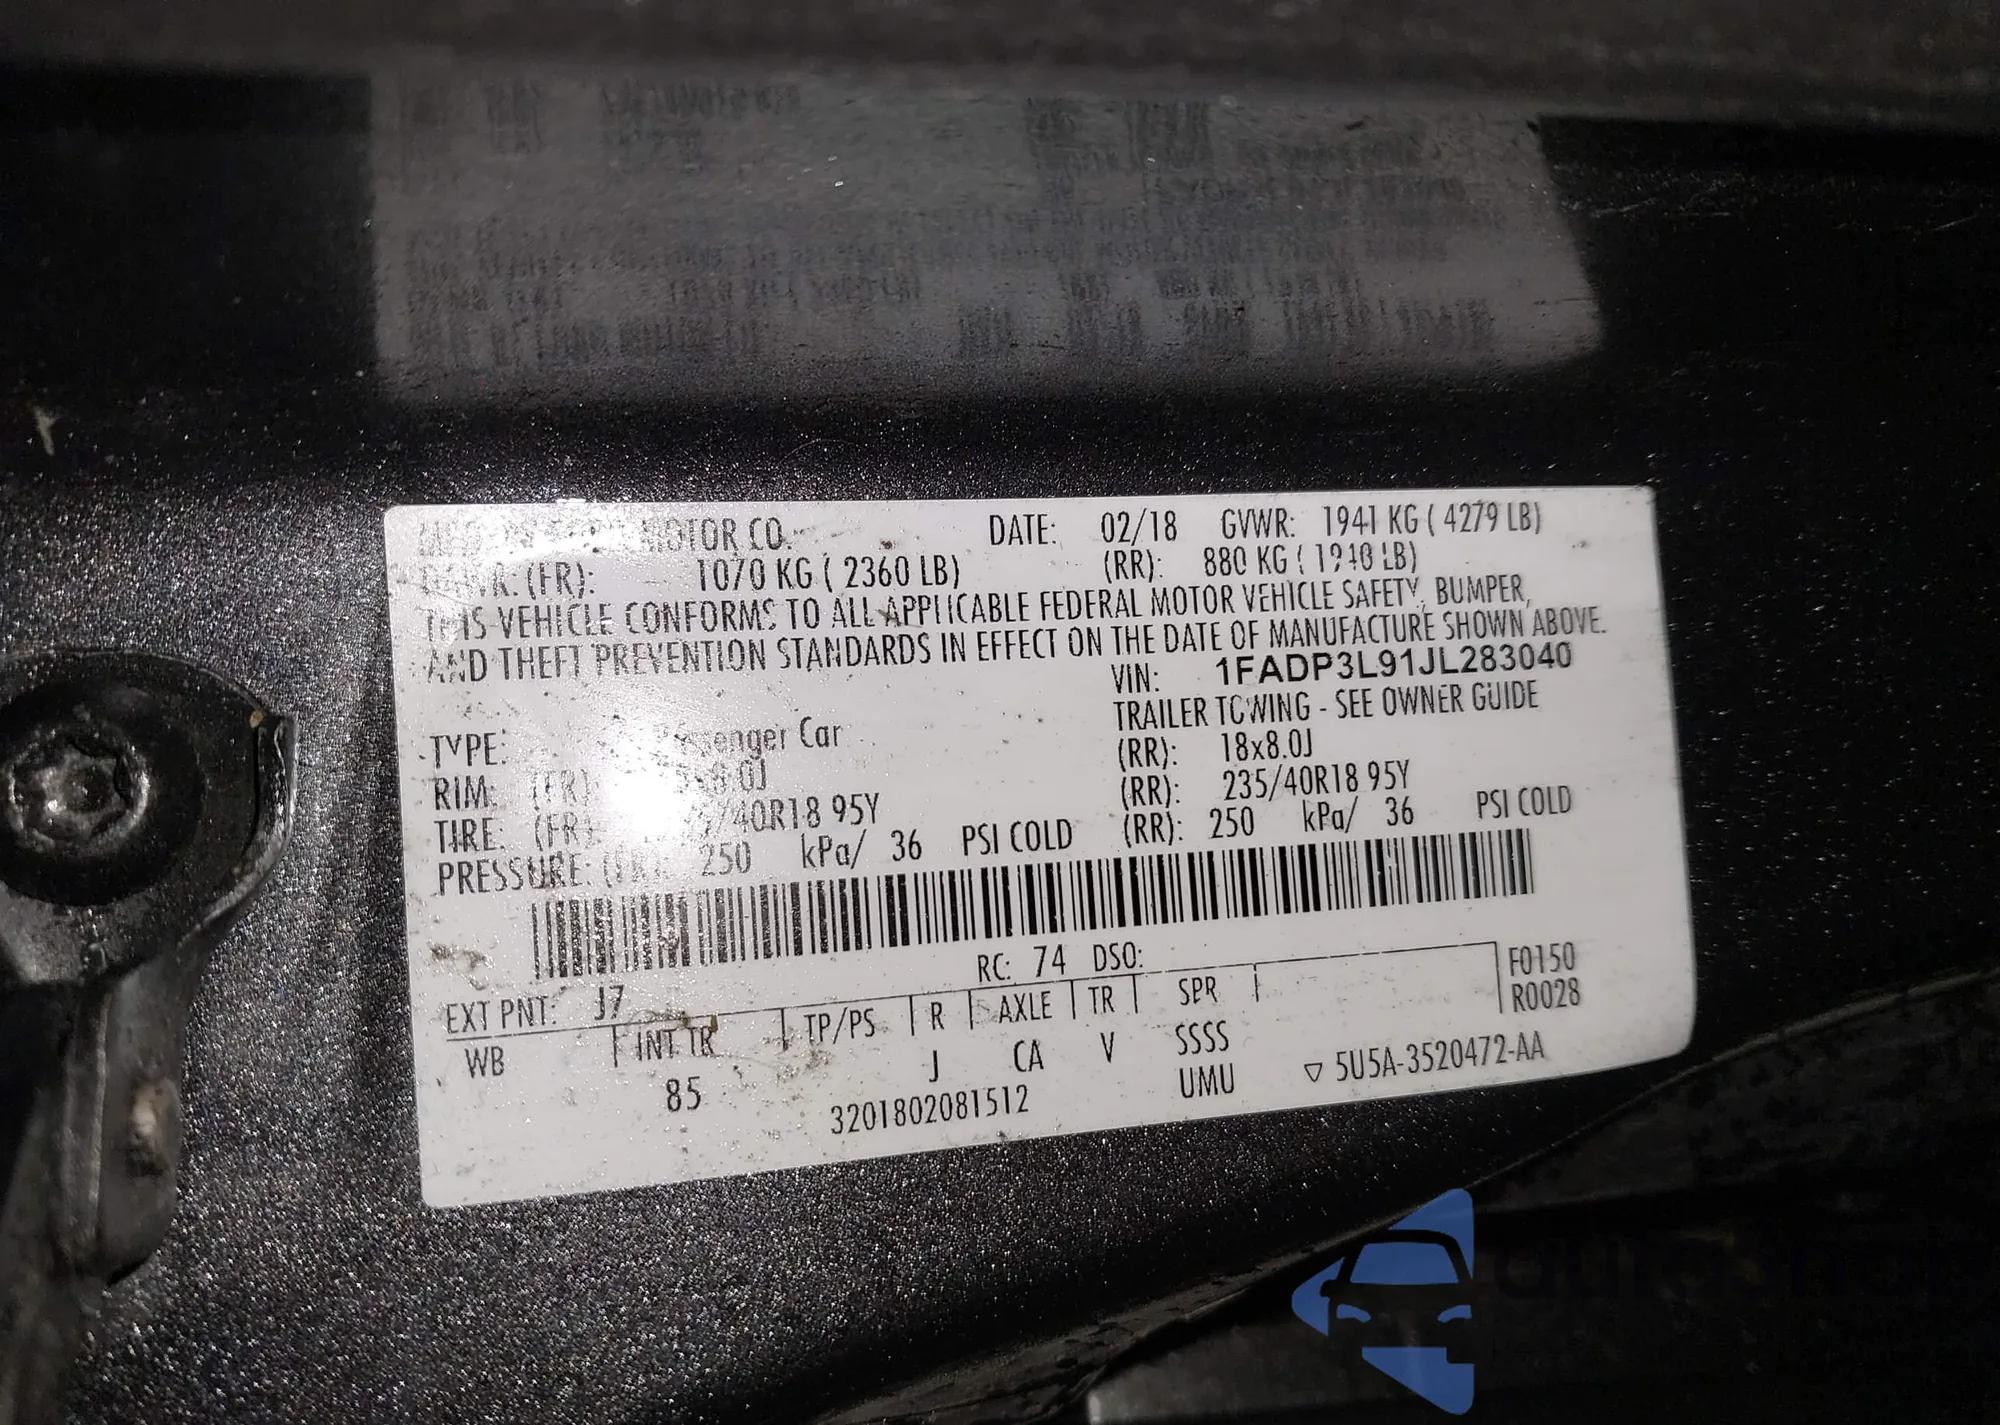 MOTOR CO. DATE: 02/18 GVWR: 1941 KG ( 4279 LB)
(FR): 1070 KG ( 2360 LB) (RR): 880 KG ( 1940 LB)
THIS VEHICLE CONFORMS TO ALL APPLICABLE FEDERAL MOTOR VEHICLE SAFETY, BUMPER,
AND THEFT PREVENTION STANDARDS IN EFFECT ON THE DATE OF MANUFACTURE SHOWN ABOVE.
VIN: 1FADP3L91JL283040
TRAILER TOWING - SEE OWNER GUIDE
TYPE: Passenger Car
RIM: (FR) (RR): 18x8.0J
TIRE: (FR): /40R18 95Y (RR): 235/40R18 95Y
PRESSURE: (FR): 250 kPa/ 36 PSI COLD (RR): 250 kPa/ 36 PSI COLD
RC: 74 DSO:
EXT PNT: J7
F0150
R0028
WB INT TR TP/PS R AXLE TR SPR
85 J CA V SSSS
UMU
3201802081512
▽ 5U5A-3520472-AA